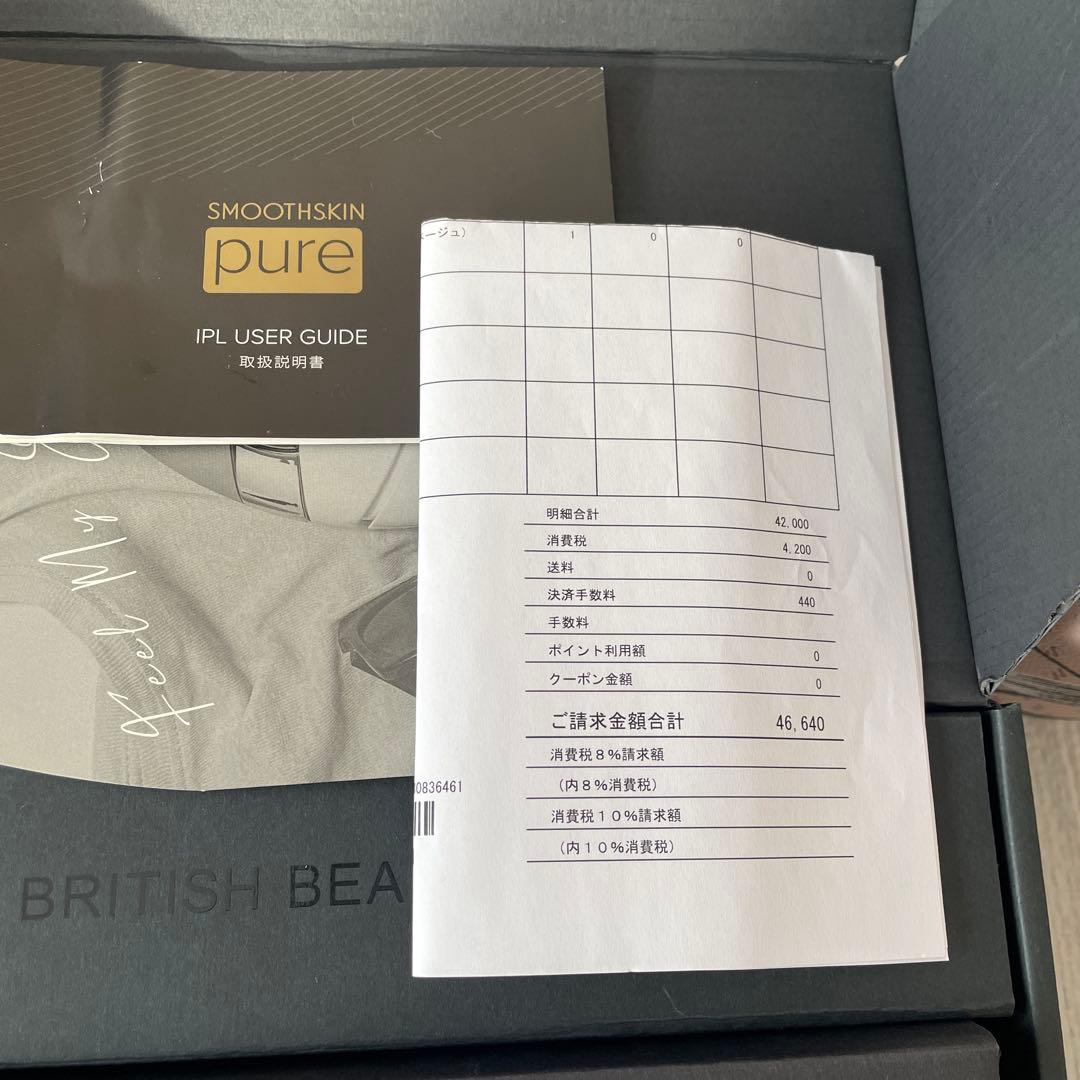 SMOOTHSKIN
pure
IPL USER GUIDE
取扱説明書
ージュ) 1 0 0
明細合計 42,000
消費税 4,200
送料 0
決済手数料 440
手数料
ポイント利用額 0
クーポン金額 0
ご請求金額合計 46,640
消費税8%請求額
(内8%消費税)
消費税10%請求額
(内10%消費税)
0836461
Feel My
BRITISH BEA